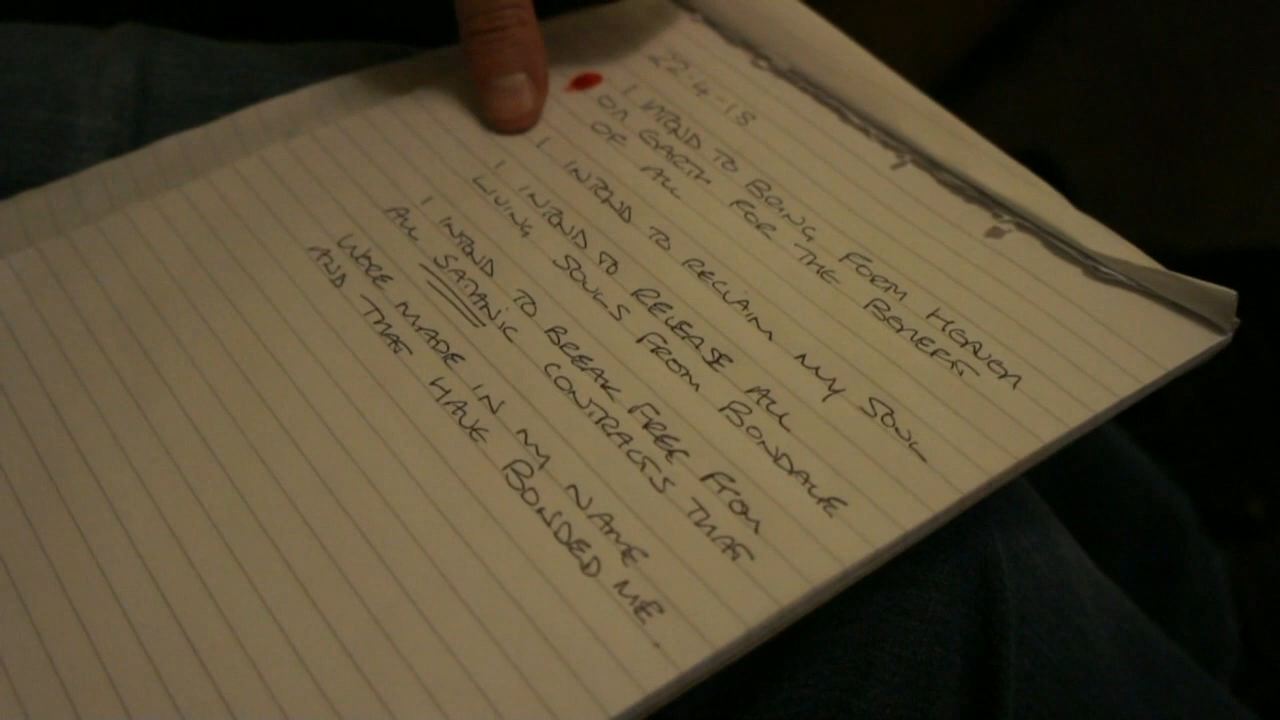 22-4-18
I INTEND TO BEING FORM HEAVEN
ON EARTH FOR THE BENEFIT
OF ALL
I INTEND TO RECLAIM MY SOUL
I INTEND TO RELEASE ALL
LIVING SOULS FROM BONDAGE
I INTEND TO BREAK FREE FROM
ALL SATANIC CONTRACTS THAT
WERE MADE IN MY NAME
AND THAT HAVE BONDED ME.